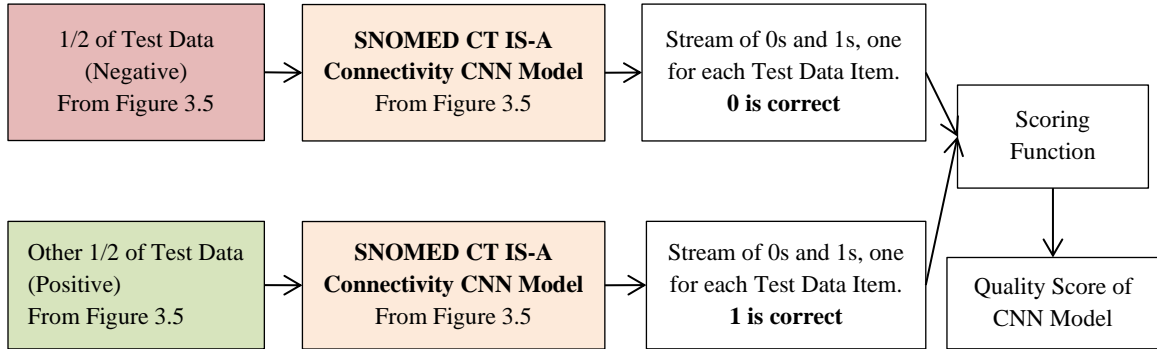 1/2 of Test Data
(Negative)
From Figure 3.5
SNOMED CT IS-A
Connectivity CNN Model
From Figure 3.5
Stream of 0s and 1s, one
for each Test Data Item.
0 is correct
Scoring
Function
Other 1/2 of Test Data
(Positive)
From Figure 3.5
SNOMED CT IS-A
Connectivity CNN Model
From Figure 3.5
Stream of 0s and 1s, one
for each Test Data Item.
1 is correct
Quality Score of
CNN Model